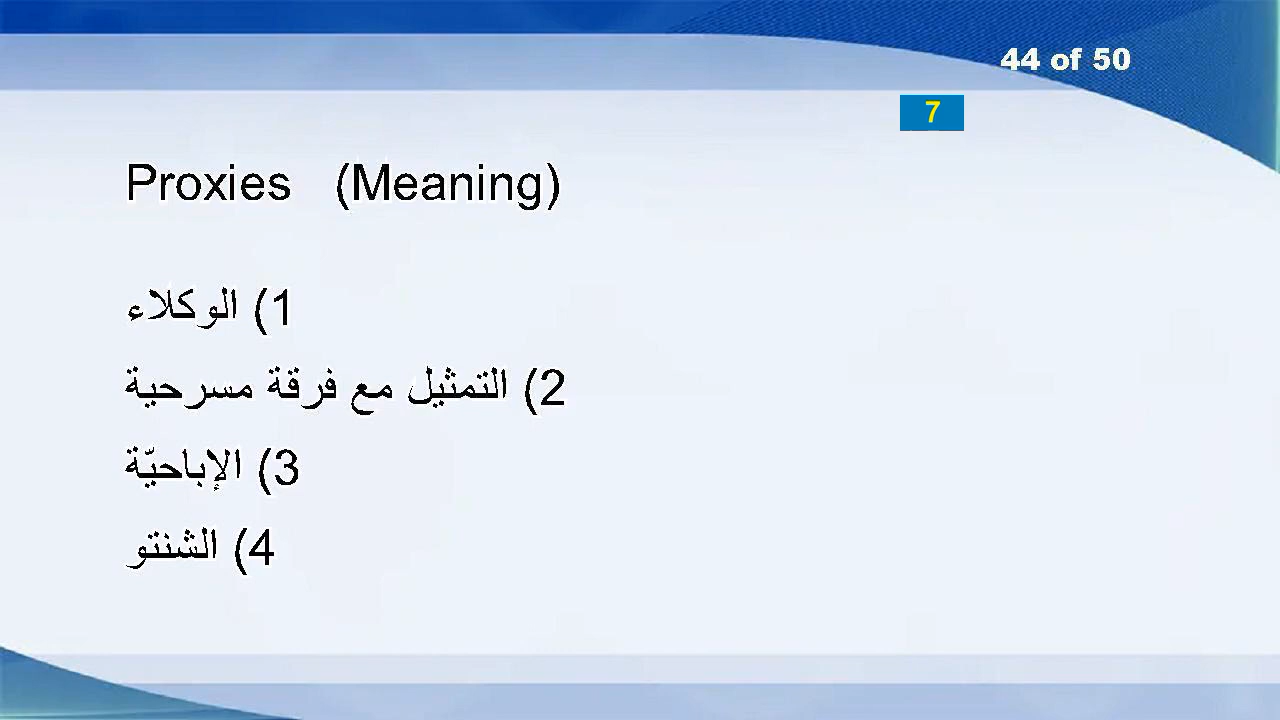 44 of 50
7
Proxies (Meaning)
1) الوكلاء
2) التمثيل مع فرقة مسرحية
3) الإباحيّة
4) الشنتو